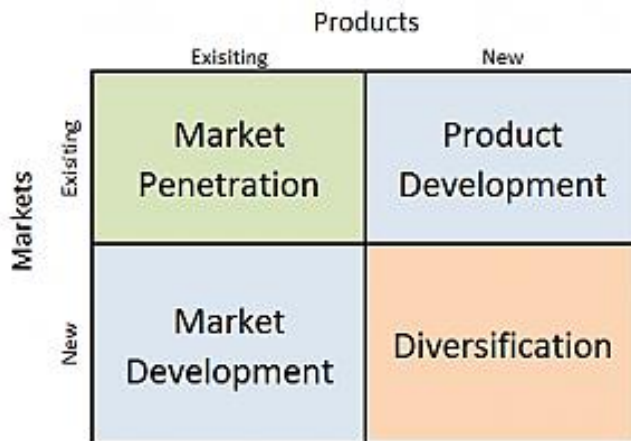 Products
Exisiting
New
Markets
Exisiting
Market
Penetration
Product
Development
New
Market
Development
Diversification